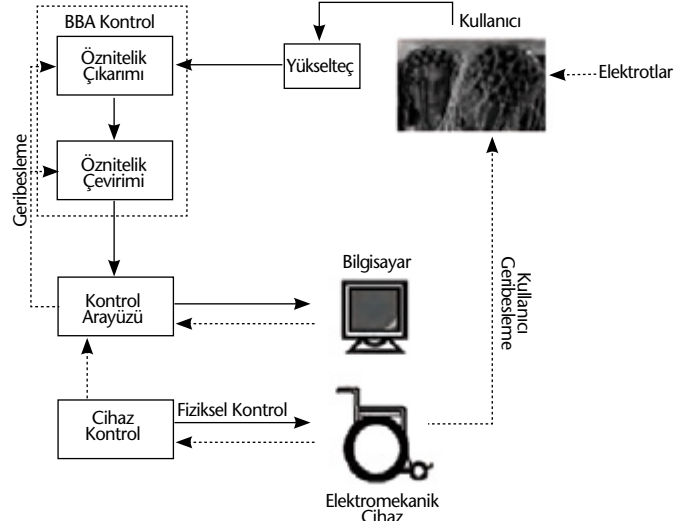 BBA Kontrol
Kullanıcı
Öznitelik
Çıkarımı
Yükselteç
Elektrotlar
Öznitelik
Çevirimi
Geribesleme
Bilgisayar
Kullanıcı
Geribesleme
Kontrol
Arayüzü
Cihaz
Kontrol
Fiziksel Kontrol
Elektromekanik
Cihaz